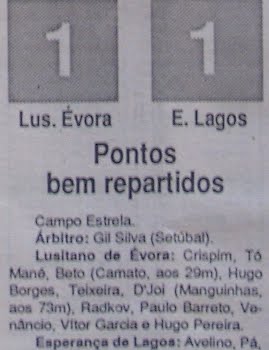 1 1
Lus. Évora E. Lagos
Pontos
bem repartidos
Campo Estrela.
Árbitro: Gil Silva (Setúbal).
Lusitano de Évora: Crispim, Tó
Mané, Beto (Camato, aos 29m), Hugo
Borges, Teixeira, D'Joi (Manguinhas,
aos 73m), Radkov, Paulo Barreto, Ve-
nâncio, Vítor Garcia e Hugo Pereira.
Esperança de Lagos: Avelino, Pá,